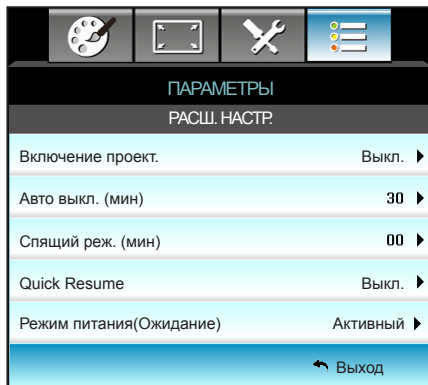 ПАРАМЕТРЫ
РАСШ. НАСТР.
Включение проект. Выкл.
Авто выкл. (мин) 30
Спящий реж. (мин) 00
Quick Resume Выкл.
Режим питания(Ожидание) Активный
Выход